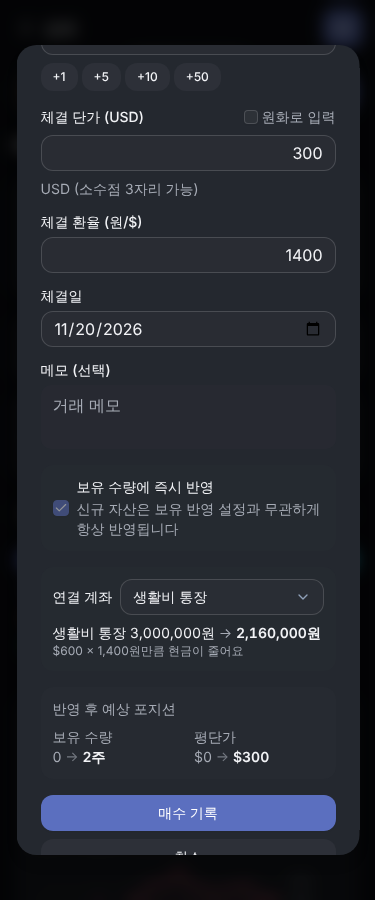 +1 +5 +10 +50
체결 단가 (USD) 원화로 입력
300
USD (소수점 3자리 가능)
체결 환율 (원/$)
1400
체결일
11/20/2026
메모 (선택)
거래 메모
보유 수량에 즉시 반영
신규 자산은 보유 반영 설정과 무관하게
항상 반영됩니다
연결 계좌 생활비 통장
생활비 통장 3,000,000원 → 2,160,000원
$600 × 1,400원만큼 현금이 줄어요
반영 후 예상 포지션
보유 수량 평단가
0 → 2주 $0 → $300
매수 기록